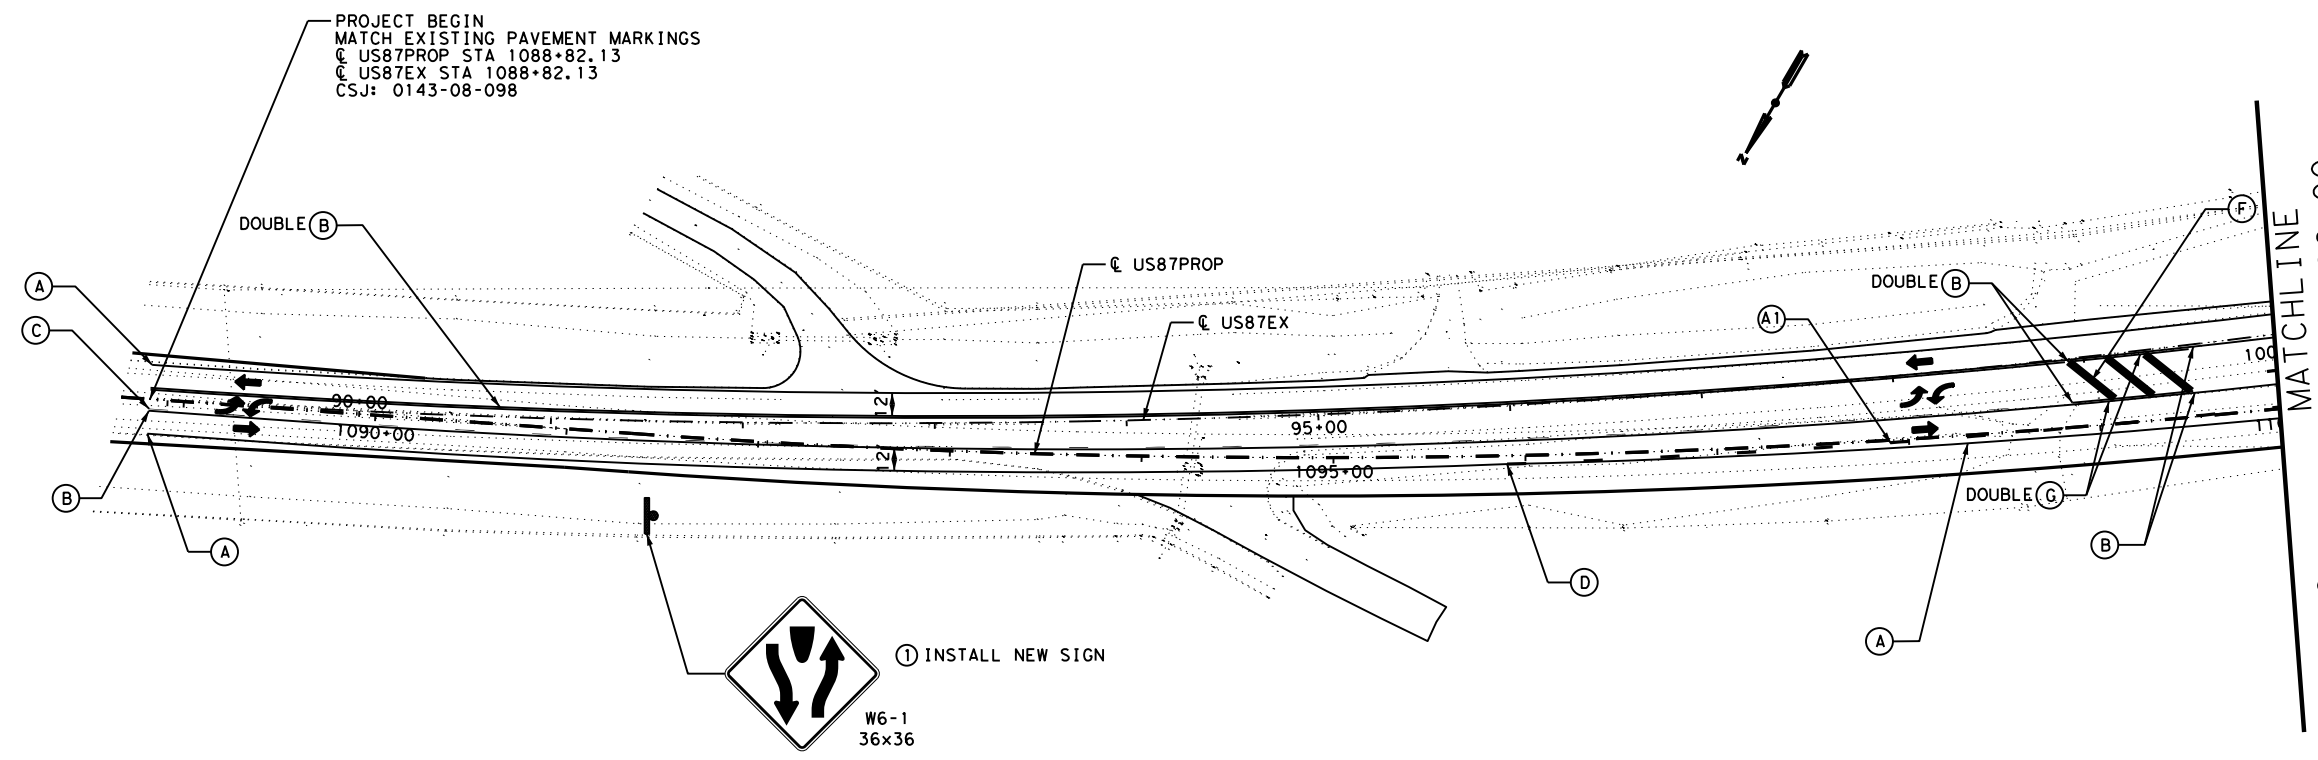 PROJECT BEGIN
MATCH EXISTING PAVEMENT MARKINGS
℄ US87PROP STA 1088+82.13
℄ US87EX STA 1088+82.13
CSJ: 0143-08-098
N
DOUBLE B
F
MATCHLINE
℄ US87PROP
DOUBLE B
A
C
℄ US87EX
A1
100
90+00
12'
1090+00
95+00
12'
1095+00
B
DOUBLE G
A
B
D
A
1 INSTALL NEW SIGN
W6-1
36x36